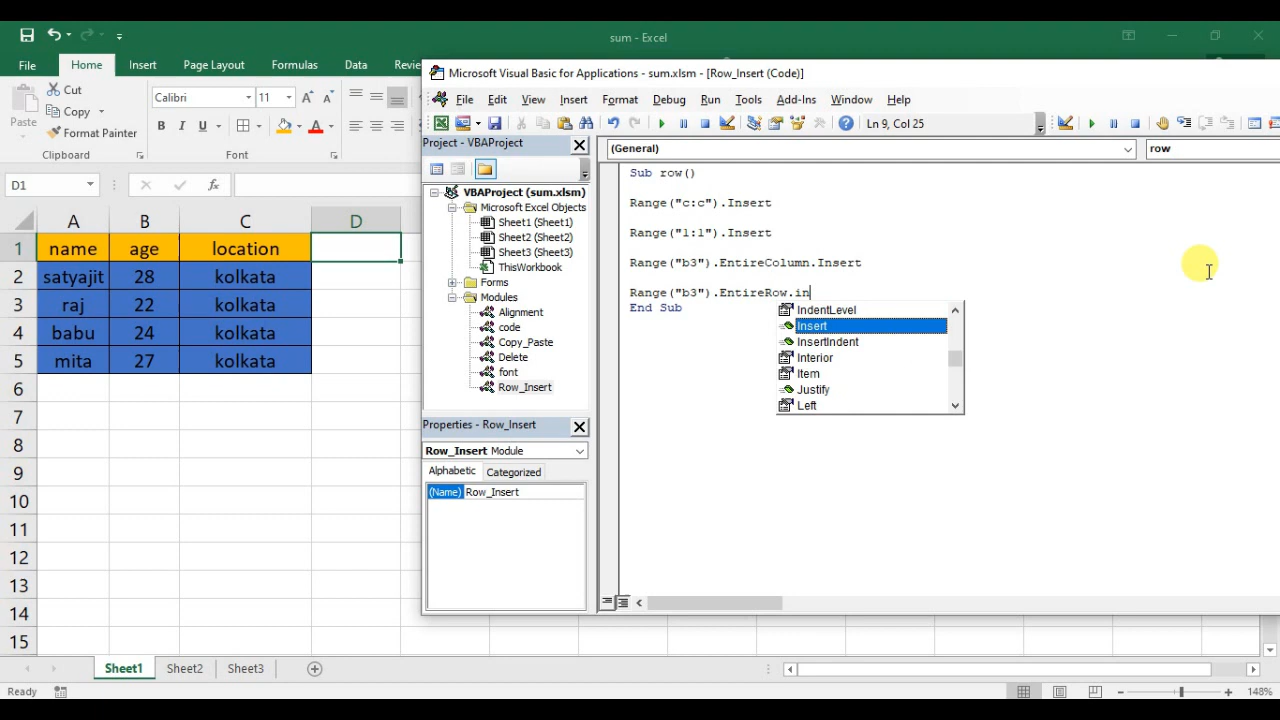 sum - Excel
File Home Insert Page Layout Formulas Data Revie
Cut
Copy
Format Painter
Paste
Clipboard
Calibri 11
B I U A
Font
D1
fx
A B C D
1 name age location
2 satyajit 28 kolkata
3 raj 22 kolkata
4 babu 24 kolkata
5 mita 27 kolkata
6
7
8
9
10
11
12
13
14
15
Sheet1 Sheet2 Sheet3
Ready
148%
Microsoft Visual Basic for Applications - sum.xlsm - [Row_Insert (Code)]
File Edit View Insert Format Debug Run Tools Add-Ins Window Help
Ln 9, Col 25
Project - VBAProject
VBAProject (sum.xlsm)
Microsoft Excel Objects
Sheet1 (Sheet1)
Sheet2 (Sheet2)
Sheet3 (Sheet3)
ThisWorkbook
Forms
Modules
Alignment
code
Copy_Paste
Delete
font
Row_Insert
Properties - Row_Insert
Row_Insert Module
Alphabetic Categorized
(Name) Row_Insert
(General)
row
Sub row()
Range("c:c").Insert
Range("1:1").Insert
Range("b3").EntireColumn.Insert
Range("b3").EntireRow.in
End Sub
IndentLevel
Insert
InsertIndent
Interior
Item
Justify
Left